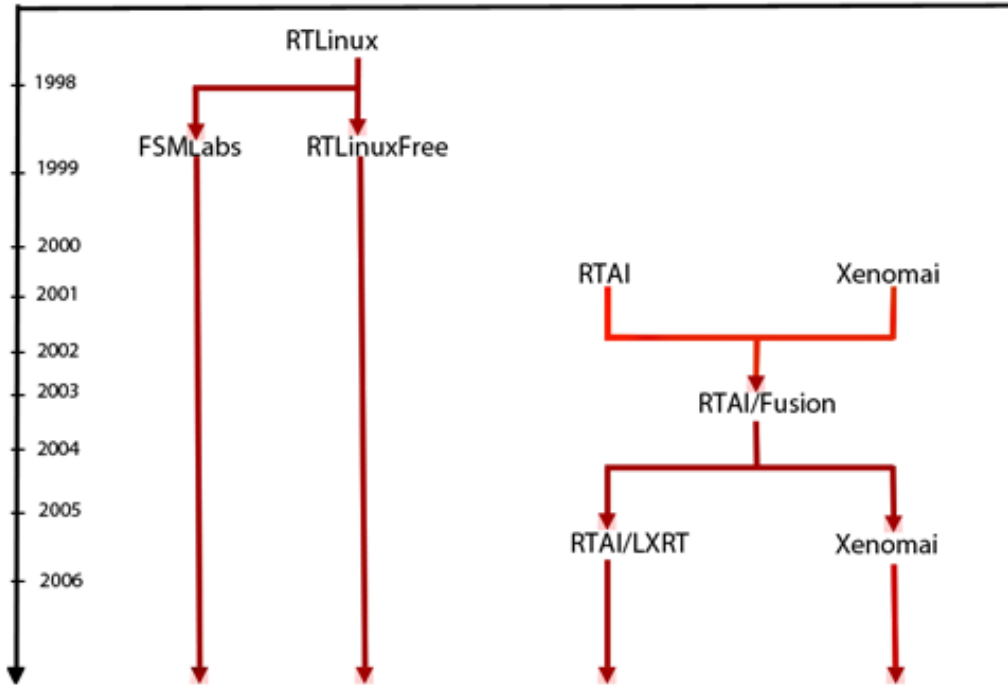 RTLinux
1998
FSMLabs
RTLinuxFree
1999
2000
RTAI
Xenomai
2001
2002
2003
RTAI/Fusion
2004
2005
RTAI/LXRT
Xenomai
2006